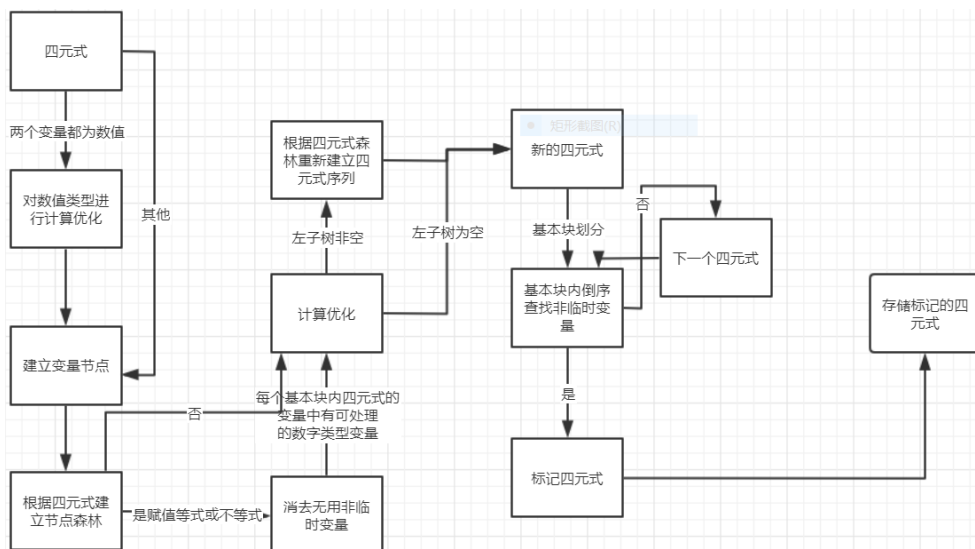 四元式
两个变量都为数值
对数值类型进
行计算优化
其他
建立变量节点
否
根据四元式建
立节点森林
是赋值等式或不等式
消去无用非临
时变量
每个基本块内四元式的
变量中有可处理
的数字类型变量
计算优化
左子树非空
根据四元式森
林重新建立四
元式序列
左子树为空
矩形截图(R)
新的四元式
基本块划分
基本块内倒序
查找非临时变
量
否
下一个四元式
是
标记四元式
存储标记的四
元式